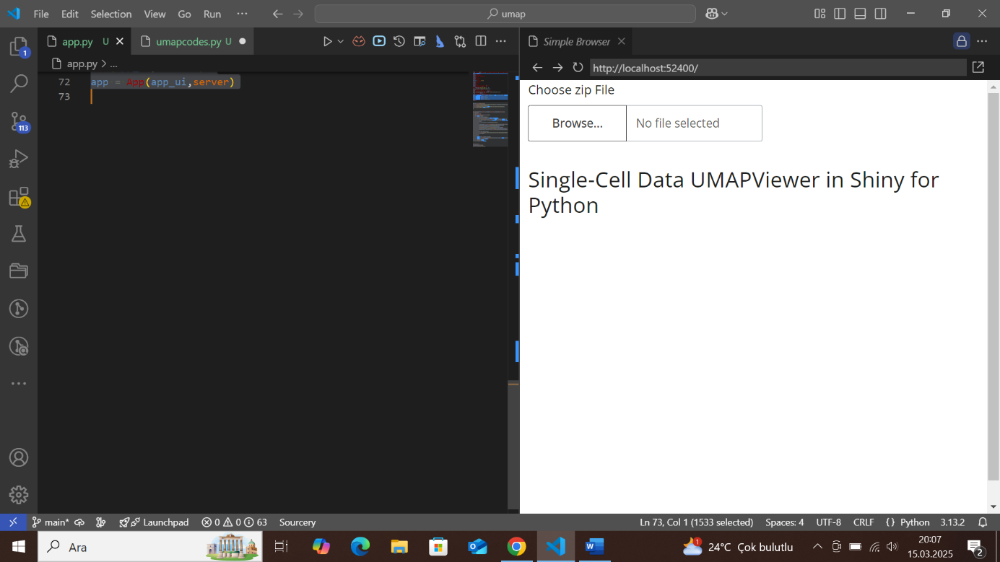 File Edit Selection View Go Run ···
umap
app.py U
umapcodes.py U
Simple Browser
app.py > ...
http://localhost:52400/
72 app = App(app_ui,server)
73
Choose zip File
Browse... No file selected
Single-Cell Data UMAPViewer in Shiny for
Python
1
113
main* Launchpad 0 0 63 Sourcery Ln 73, Col 1 (1533 selected) Spaces: 4 UTF-8 CRLF {} Python 3.13.2
Ara
1
24°C Çok bulutlu
20:07
15.03.2025
2